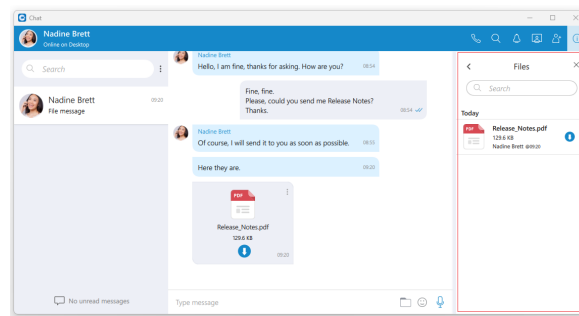 Chat
Nadine Brett
Online on Desktop
Search
Nadine Brett
09:20
File message
No unread messages
Nadine Brett
Hello, I am fine, thanks for asking. How are you?
08:54
Fine, fine.
Please, could you send me Release Notes?
Thanks.
08:54
Nadine Brett
Of course, I will send it to you as soon as possible.
08:55
Here they are.
09:20
PDF
Release_Notes.pdf
129.6 KB
09:20
Type message
Files
Search
Today
PDF
Release_Notes.pdf
129.6 KB
Nadine Brett @09:20